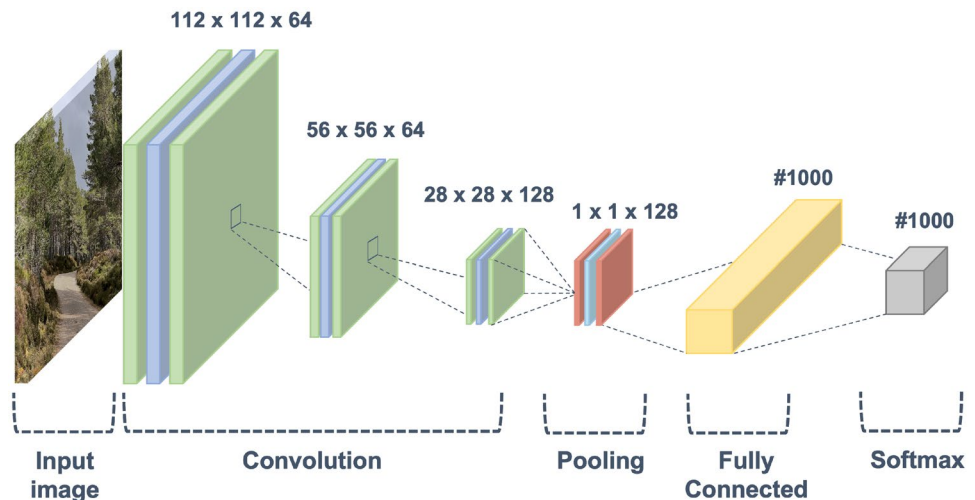 112 x 112 x 64
56 x 56 x 64
28 x 28 x 128
1 x 1 x 128
#1000
#1000
Input
image
Convolution
Pooling
Fully
Connected
Softmax